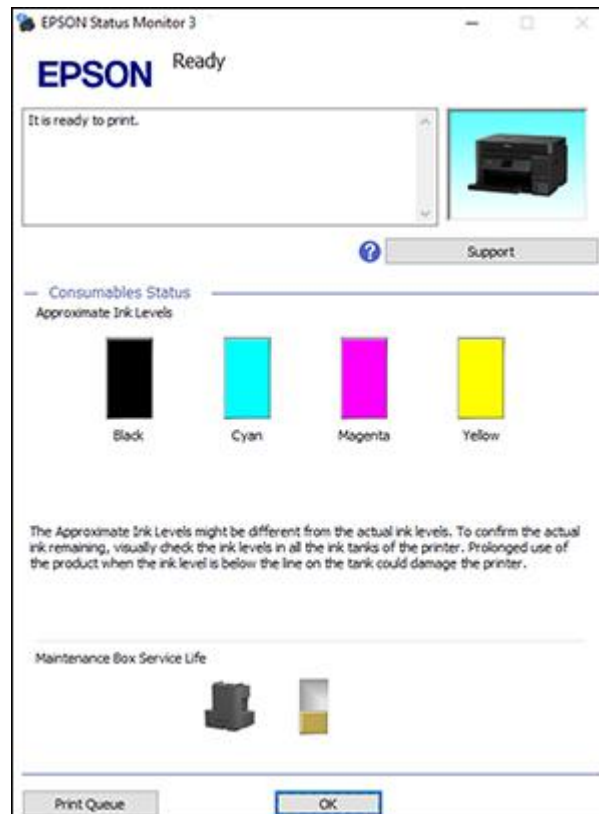 EPSON Status Monitor 3
EPSON
Ready
It is ready to print.
Support
Consumables Status
Approximate Ink Levels
Black
Cyan
Magenta
Yellow
The Approximate Ink Levels might be different from the actual ink levels. To confirm the actual
ink remaining, visually check the ink levels in all the ink tanks of the printer. Prolonged use of
the product when the ink level is below the line on the tank could damage the printer.
Maintenance Box Service Life
Print Queue
OK